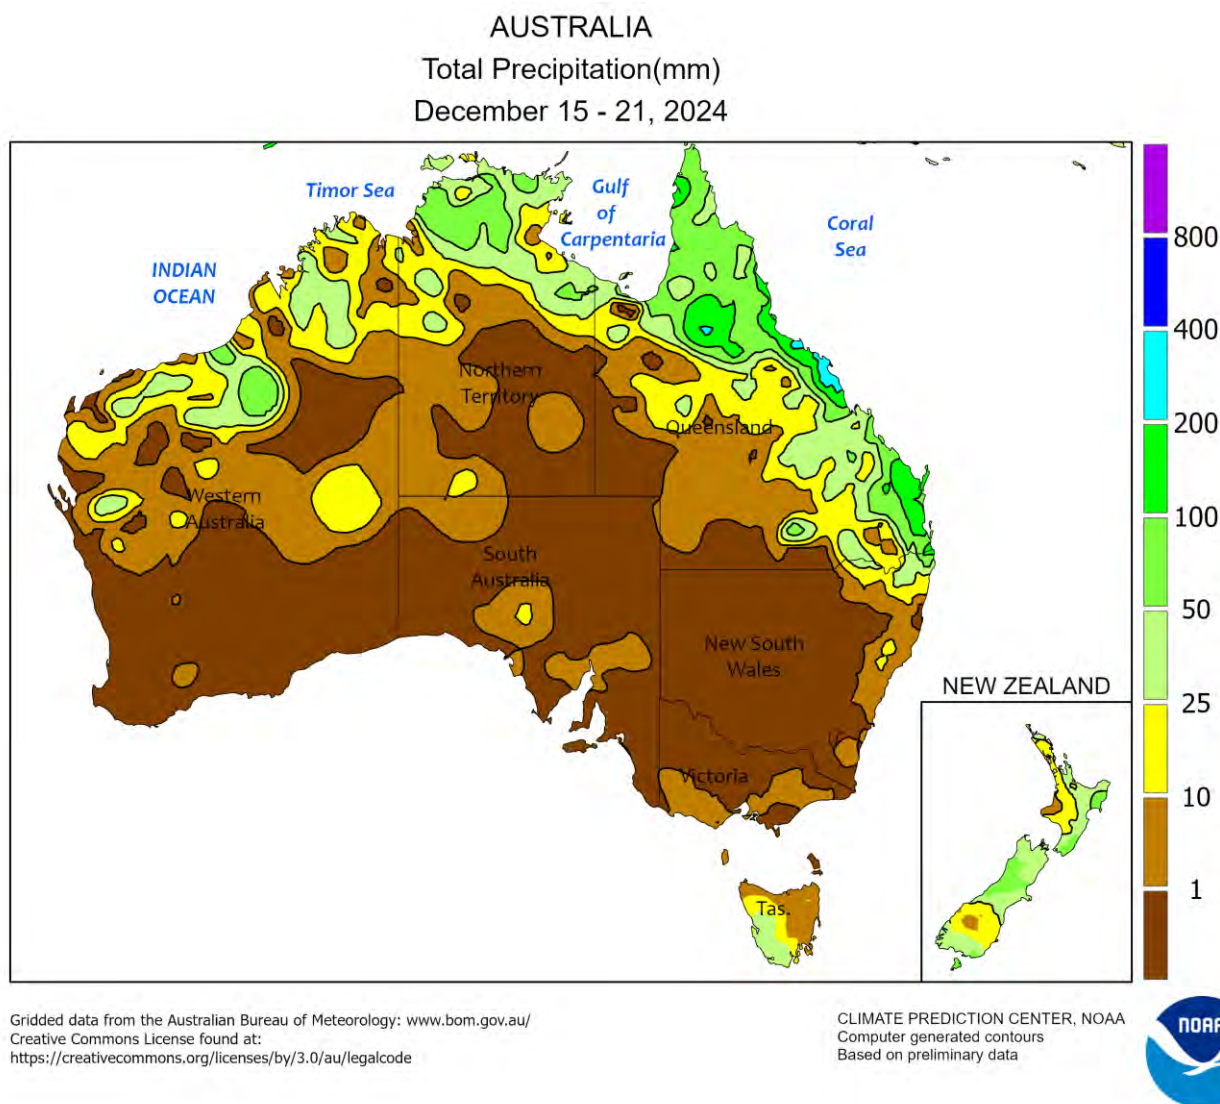 AUSTRALIA
Total Precipitation(mm)
December 15 - 21, 2024
Timor Sea
Gulf
of
Carpentaria
Coral
Sea
INDIAN
OCEAN
Northern
Territory
Queensland
Western
Australia
South
Australia
New South
Wales
Victoria
Tas.
NEW ZEALAND
800
400
200
100
50
25
10
1
Gridded data from the Australian Bureau of Meteorology: www.bom.gov.au/
Creative Commons License found at:
https://creativecommons.org/licenses/by/3.0/au/legalcode
CLIMATE PREDICTION CENTER, NOAA
Computer generated contours
Based on preliminary data
NOAA